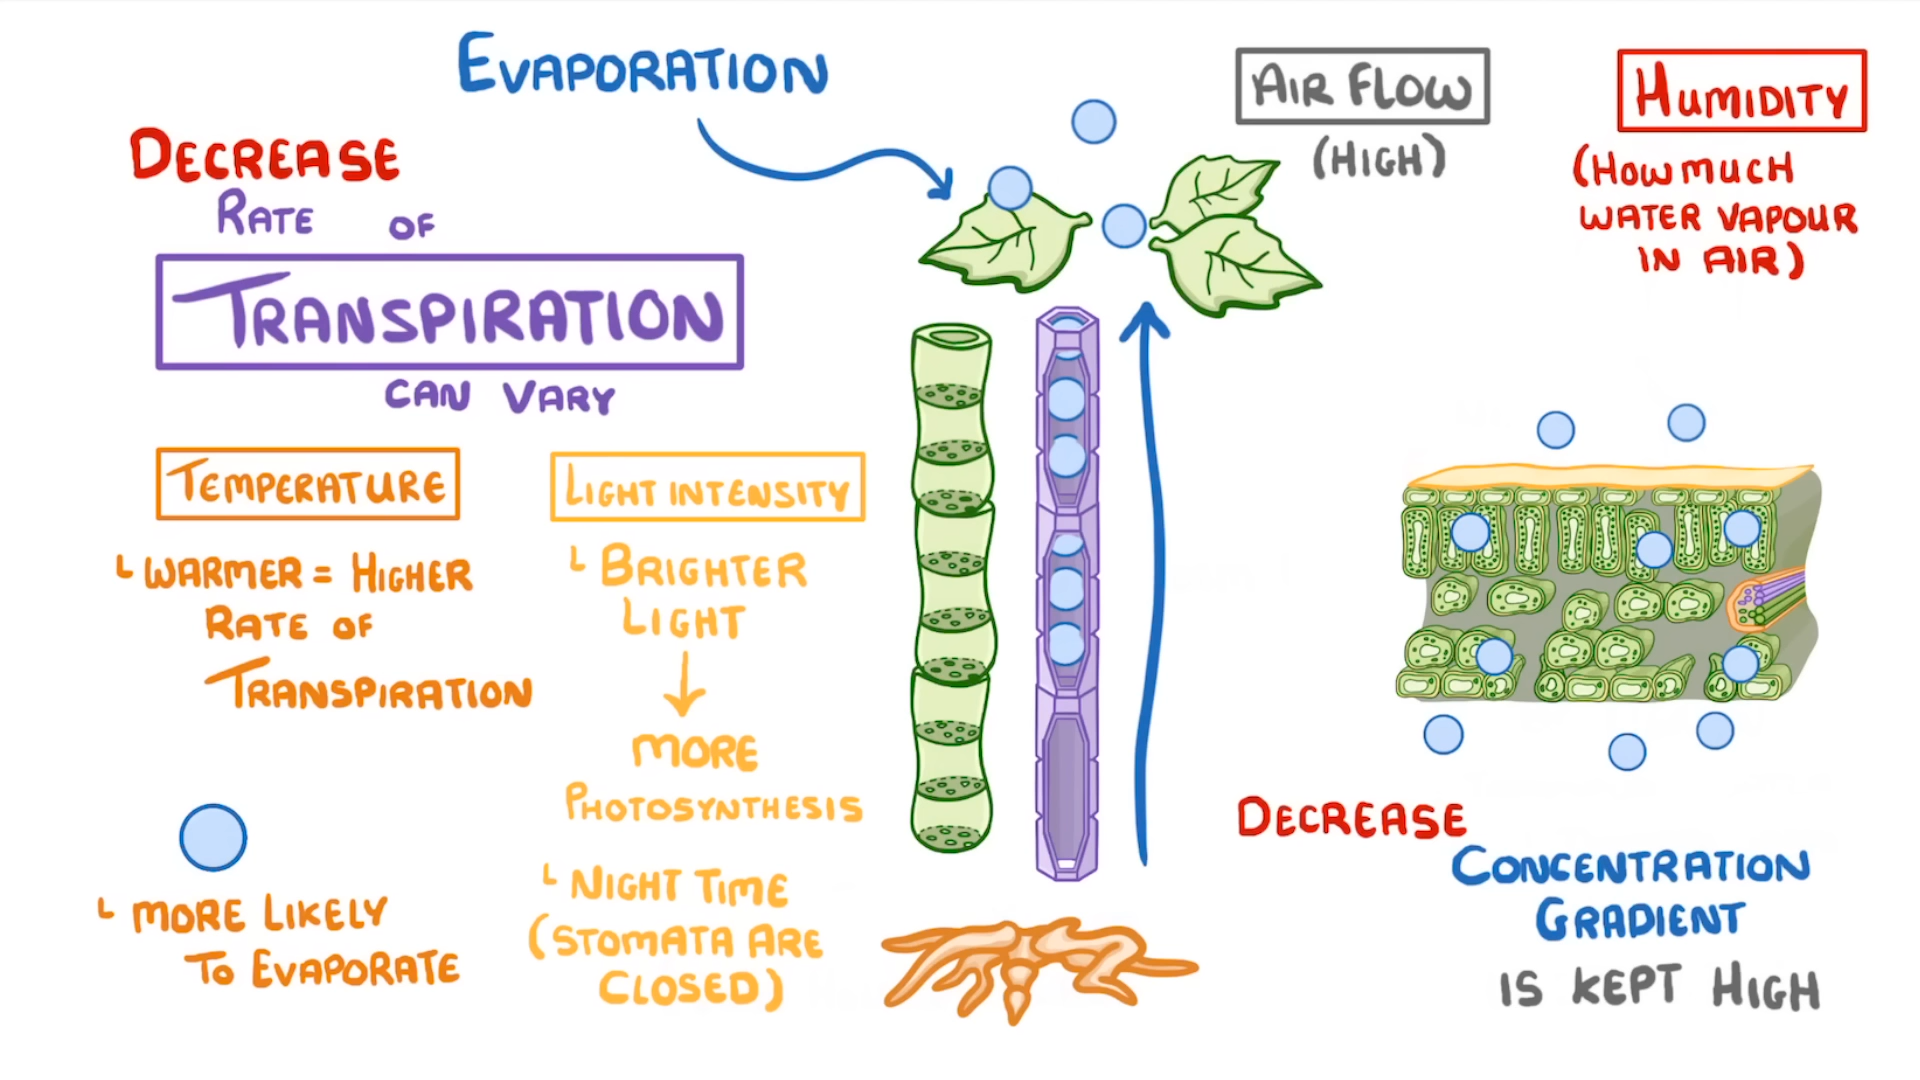 EVAPORATION
DECREASE
RATE OF
TRANSPIRATION
CAN VARY
TEMPERATURE
WARMER = HIGHER
RATE OF
TRANSPIRATION
MORE LIKELY
TO EVAPORATE
LIGHT INTENSITY
BRIGHTER
LIGHT
MORE
PHOTOSYNTHESIS
NIGHT TIME
(STOMATA ARE
CLOSED)
AIR FLOW
(HIGH)
HUMIDITY
(HOW MUCH
WATER VAPOUR
IN AIR)
DECREASE
CONCENTRATION
GRADIENT
IS KEPT HIGH